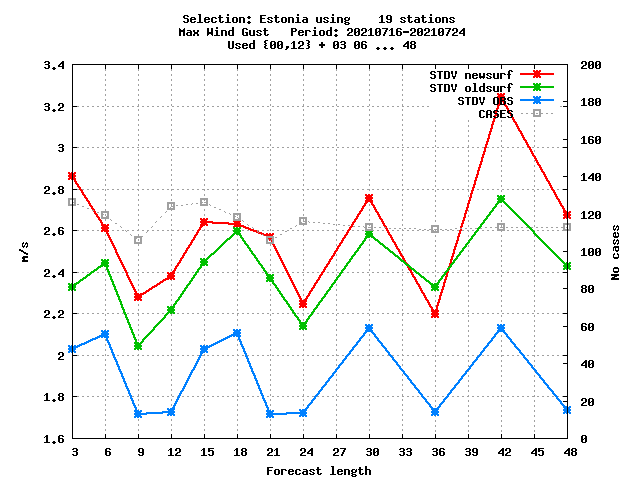 Selection: Estonia using    19 stations
Max Wind Gust   Period: 20210716-20210724
Used {00,12} + 03 06 ... 48
STDV newsurf
STDV oldsurf
STDV OBS
CASES
3.4
3.2
3
2.8
2.6
2.4
2.2
2
1.8
1.6
m/s
200
180
160
140
120
100
80
60
40
20
0
No cases
3 6 9 12 15 18 21 24 27 30 33 36 39 42 45 48
Forecast length